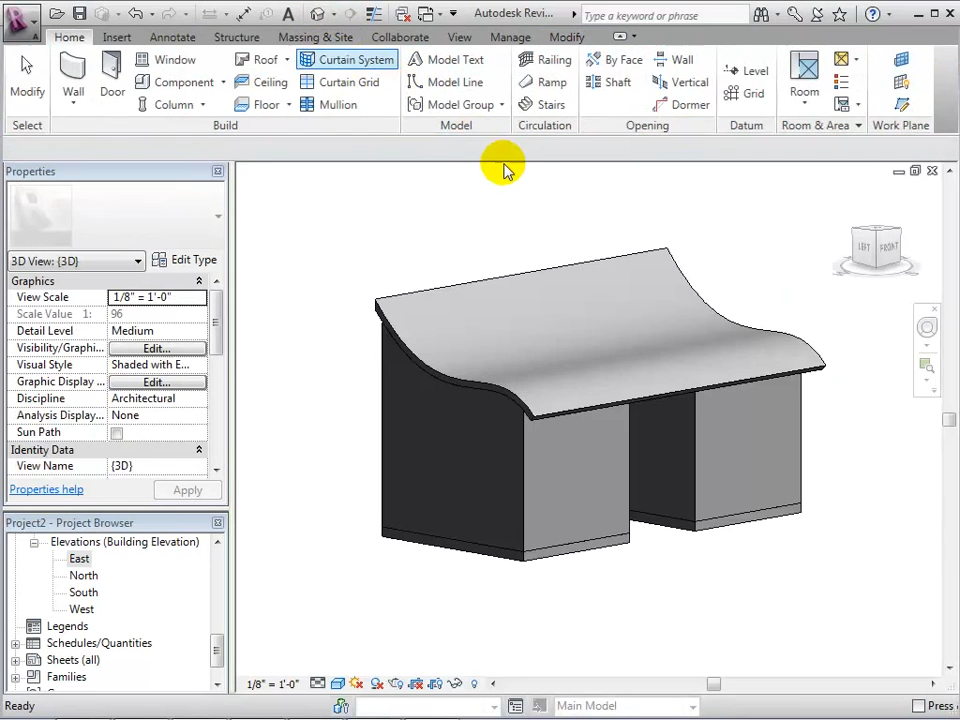 Autodesk Revi...
Type a keyword or phrase
Home Insert Annotate Structure Massing & Site Collaborate View Manage Modify
Modify
Wall
Door
Window
Component
Column
Roof
Ceiling
Floor
Curtain System
Curtain Grid
Mullion
Model Text
Model Line
Model Group
Railing
Ramp
Stairs
By Face
Shaft
Wall
Vertical
Dormer
Level
Grid
Room
Select Build Model Circulation Opening Datum Room & Area Work Plane
Properties
3D View: {3D} Edit Type
Graphics
View Scale 1/8" = 1'-0"
Scale Value 1: 96
Detail Level Medium
Visibility/Graphi... Edit...
Visual Style Shaded with E...
Graphic Display ... Edit...
Discipline Architectural
Analysis Display... None
Sun Path
Identity Data
View Name {3D}
Properties help Apply
Project2 - Project Browser
Elevations (Building Elevation)
East
North
South
West
Legends
Schedules/Quantities
Sheets (all)
Families
LEFT FRONT
1/8" = 1'-0"
Ready
Main Model
Press